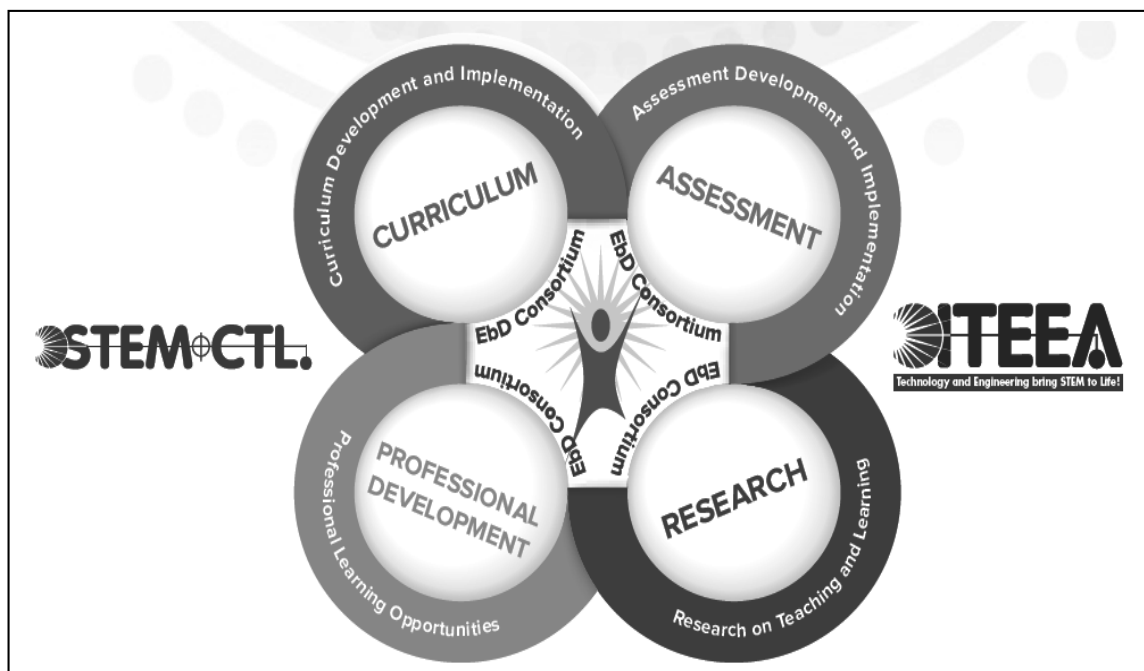 Curriculum Development and Implementation
CURRICULUM
Assessment Development and Implementation
ASSESSMENT
EbD Consortium
EbD Consortium
EbD Consortium
EbD Consortium
STEM CTL.
ITEEA
Technology and Engineering bring STEM to Life!
PROFESSIONAL
DEVELOPMENT
Professional Learning Opportunities
RESEARCH
Research on Teaching and Learning